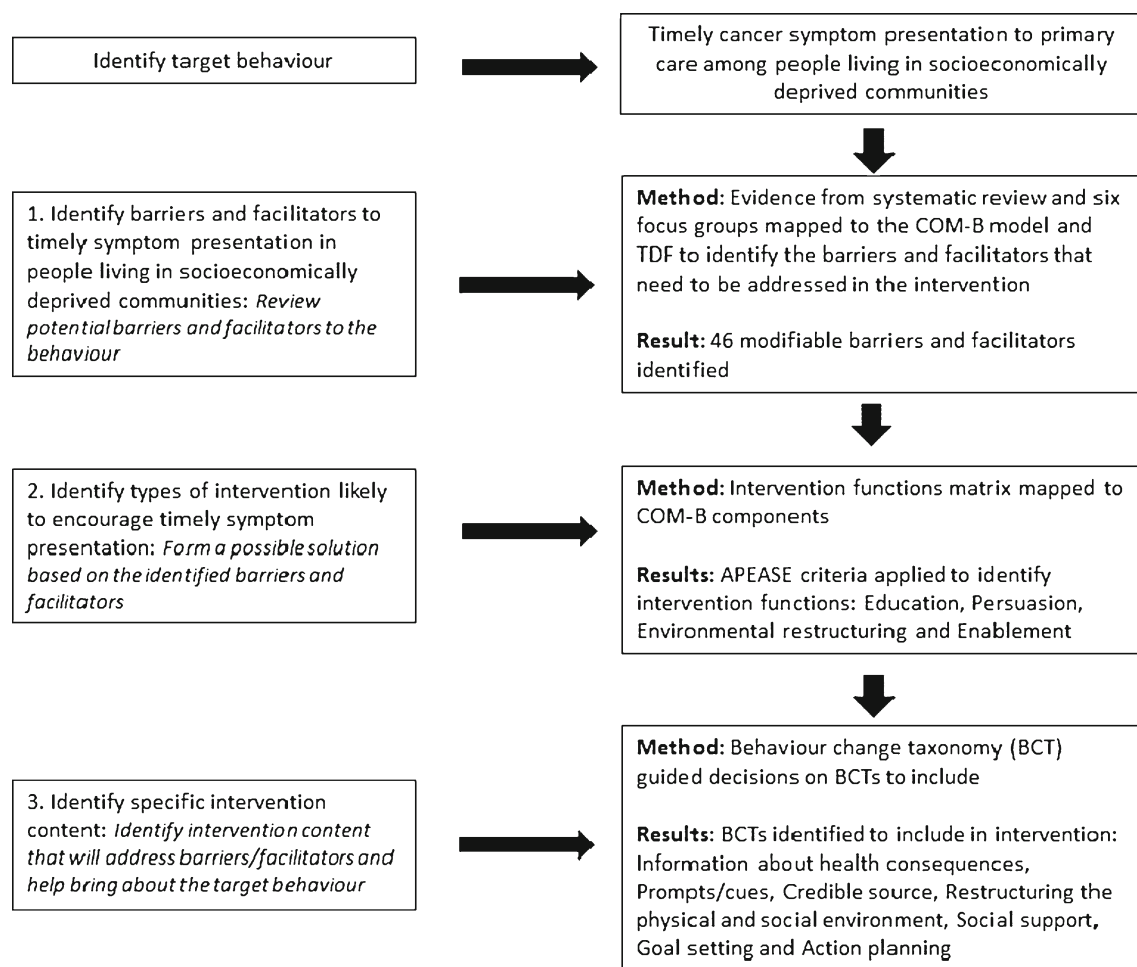 Identify target behaviour
Timely cancer symptom presentation to primary
care among people living in socioeconomically
deprived communities
1. Identify barriers and facilitators to
timely symptom presentation in
people living in socioeconomically
deprived communities: Review
potential barriers and facilitators to the
behaviour
Method: Evidence from systematic review and six
focus groups mapped to the COM-B model and
TDF to identify the barriers and facilitators that
need to be addressed in the intervention
Result: 46 modifiable barriers and facilitators
identified
2. Identify types of intervention likely
to encourage timely symptom
presentation: Form a possible solution
based on the identified barriers and
facilitators
Method: Intervention functions matrix mapped to
COM-B components
Results: APEASE criteria applied to identify
intervention functions: Education, Persuasion,
Environmental restructuring and Enablement
3. Identify specific intervention
content: Identify intervention content
that will address barriers/facilitators and
help bring about the target behaviour
Method: Behaviour change taxonomy (BCT)
guided decisions on BCTs to include
Results: BCTs identified to include in intervention:
Information about health consequences,
Prompts/cues, Credible source, Restructuring the
physical and social environment, Social support,
Goal setting and Action planning